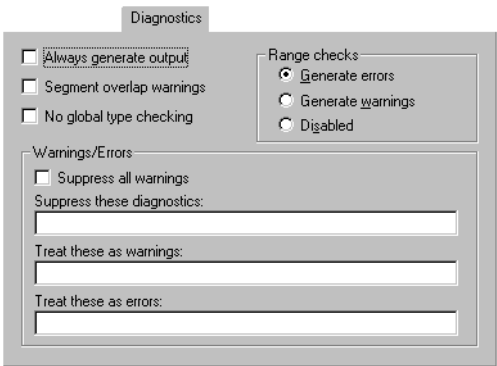 Diagnostics
Always generate output
Segment overlap warnings
No global type checking
Range checks
Generate errors
Generate warnings
Disabled
Warnings/Errors
Suppress all warnings
Suppress these diagnostics:
Treat these as warnings:
Treat these as errors: